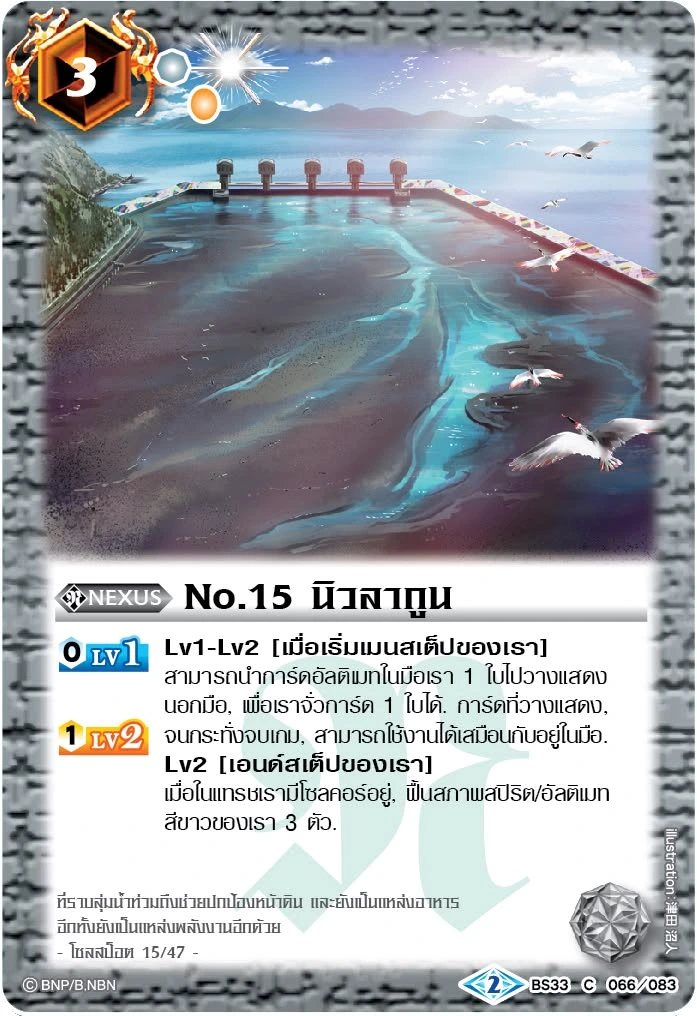 3
NEXUS No.15 นิวลากูน
0 LV1
Lv1-Lv2 [เมื่อเริ่มเมนสเต็ปของเรา]
สามารถนำการ์ดอัลติเมทในมือเรา 1 ใบไปวางแสดง
นอกมือ, เพื่อเราจั่วการ์ด 1 ใบได้. การ์ดที่วางแสดง,
จนกระทั่งจบเกม, สามารถใช้งานได้เสมือนกับอยู่ในมือ.
1 LV2
Lv2 [เอนด์สเต็ปของเรา]
เมื่อในแทรชเรามีโซลคอร์อยู่, ฟื้นสภาพสปิริต/อัลติเมท
สีขาวของเรา 3 ตัว.
ที่ราบลุ่มน้ำท่วมถึงช่วยปกป้องหน้าดิน และยังเป็นแหล่งอาหาร
อีกทั้งยังเป็นแหล่งพลังงานอีกด้วย
- โซลสป็อต 15/47 -
illustration:津田 沼人
©BNP/B.NBN
2 BS33 C 066/083